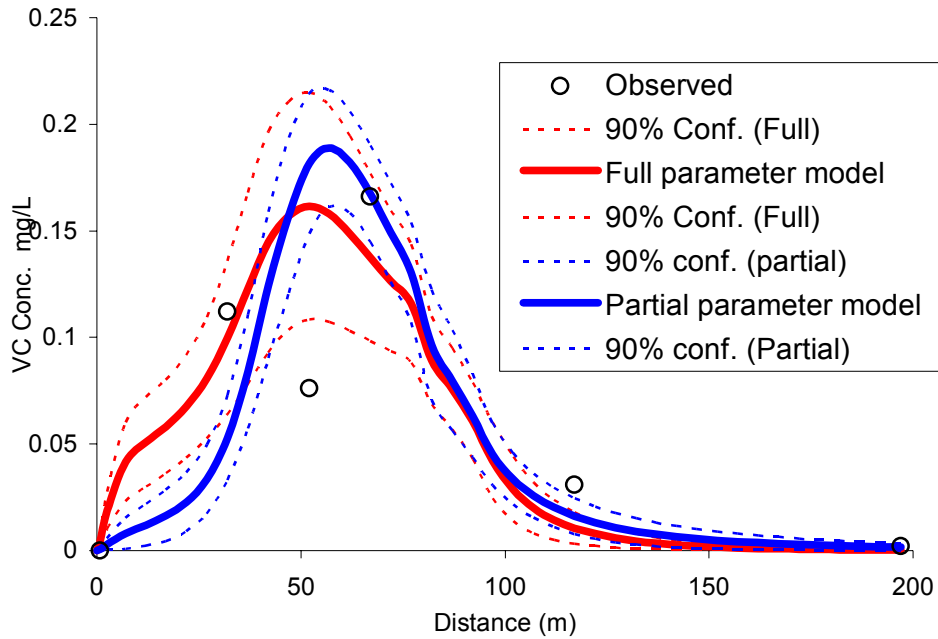 0.25
0.2
0.15
0.1
0.05
0
VC Conc.  mg/L
0
50
100
150
200
Distance (m)
Observed
90% Conf. (Full)
Full parameter model
90% Conf. (Full)
90% conf. (partial)
Partial parameter model
90% conf. (Partial)